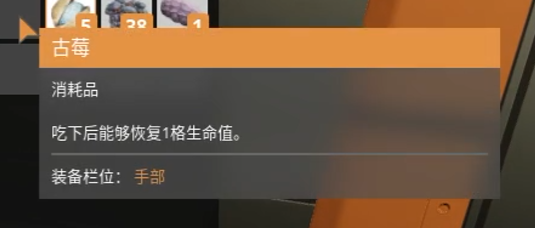 5 38 1
古莓
消耗品
吃下后能够恢复1格生命值。
装备栏位： 手部